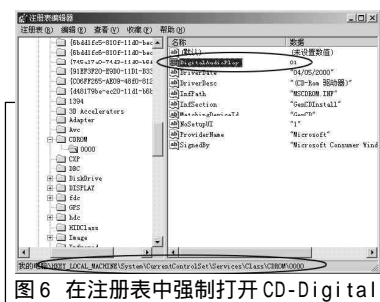 注册表编辑器
注册表(R) 编辑(E) 查看(V) 收藏(F) 帮助(H)
名称 数据
(默认) (未设置数值)
DigitalAudioPlay 01
DriverDate "04/05/2000"
DriverDesc "(CD-Rom 驱动器)"
InfPath "MSCDROM.INF"
InfSection "GenCDInstall"
MatchingDeviceId "GenCD"
NoSetupUI "1"
ProviderName "Microsoft"
SignedBy "Microsoft Consumer Wind
1394
3D Accelerators
Adapter
Avc
CDROM
0000
CXP
DBC
DiskDrive
DISPLAY
fdc
GPS
hdc
HIDClass
Image
我的电脑\HKEY_LOCAL_MACHINE\System\CurrentControlSet\Services\Class\CDROM\0000
图6 在注册表中强制打开CD-Digital